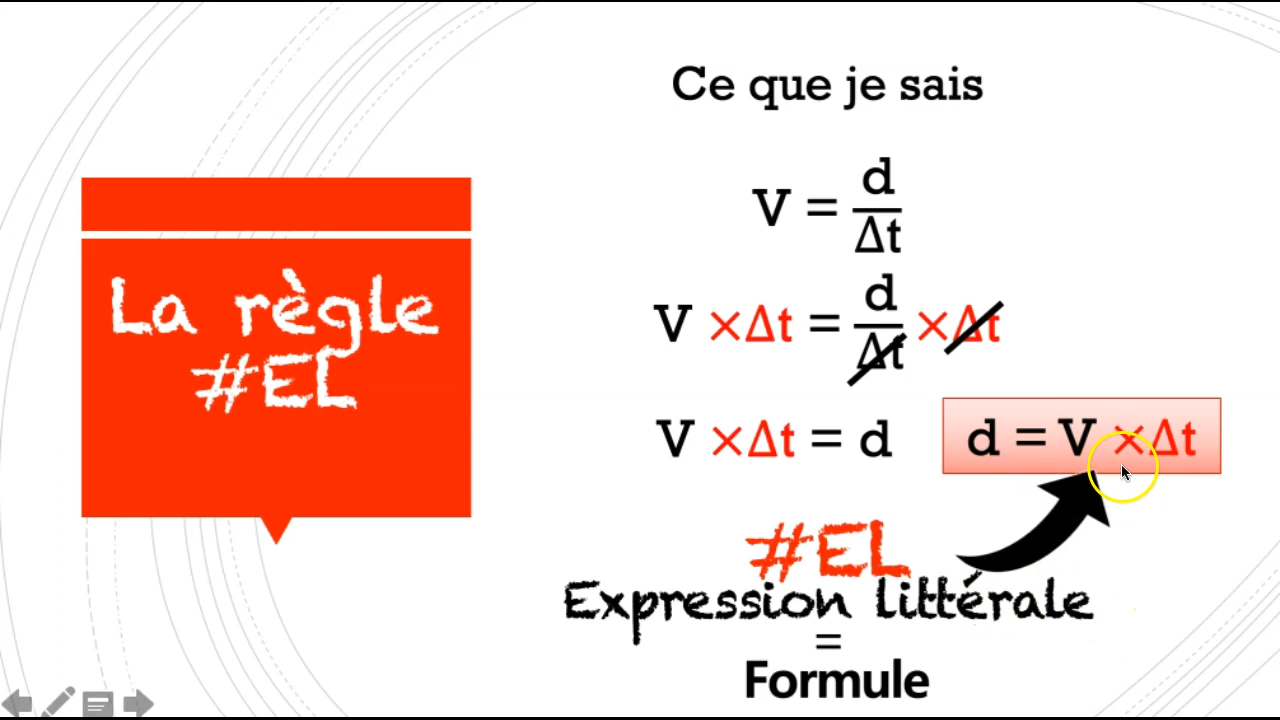 La règle
#EL
Ce que je sais
V = d/Δt
V ×Δt = d/Δt ×Δt
V ×Δt = d
d = V ×Δt
#EL
Expression littérale
=
Formule